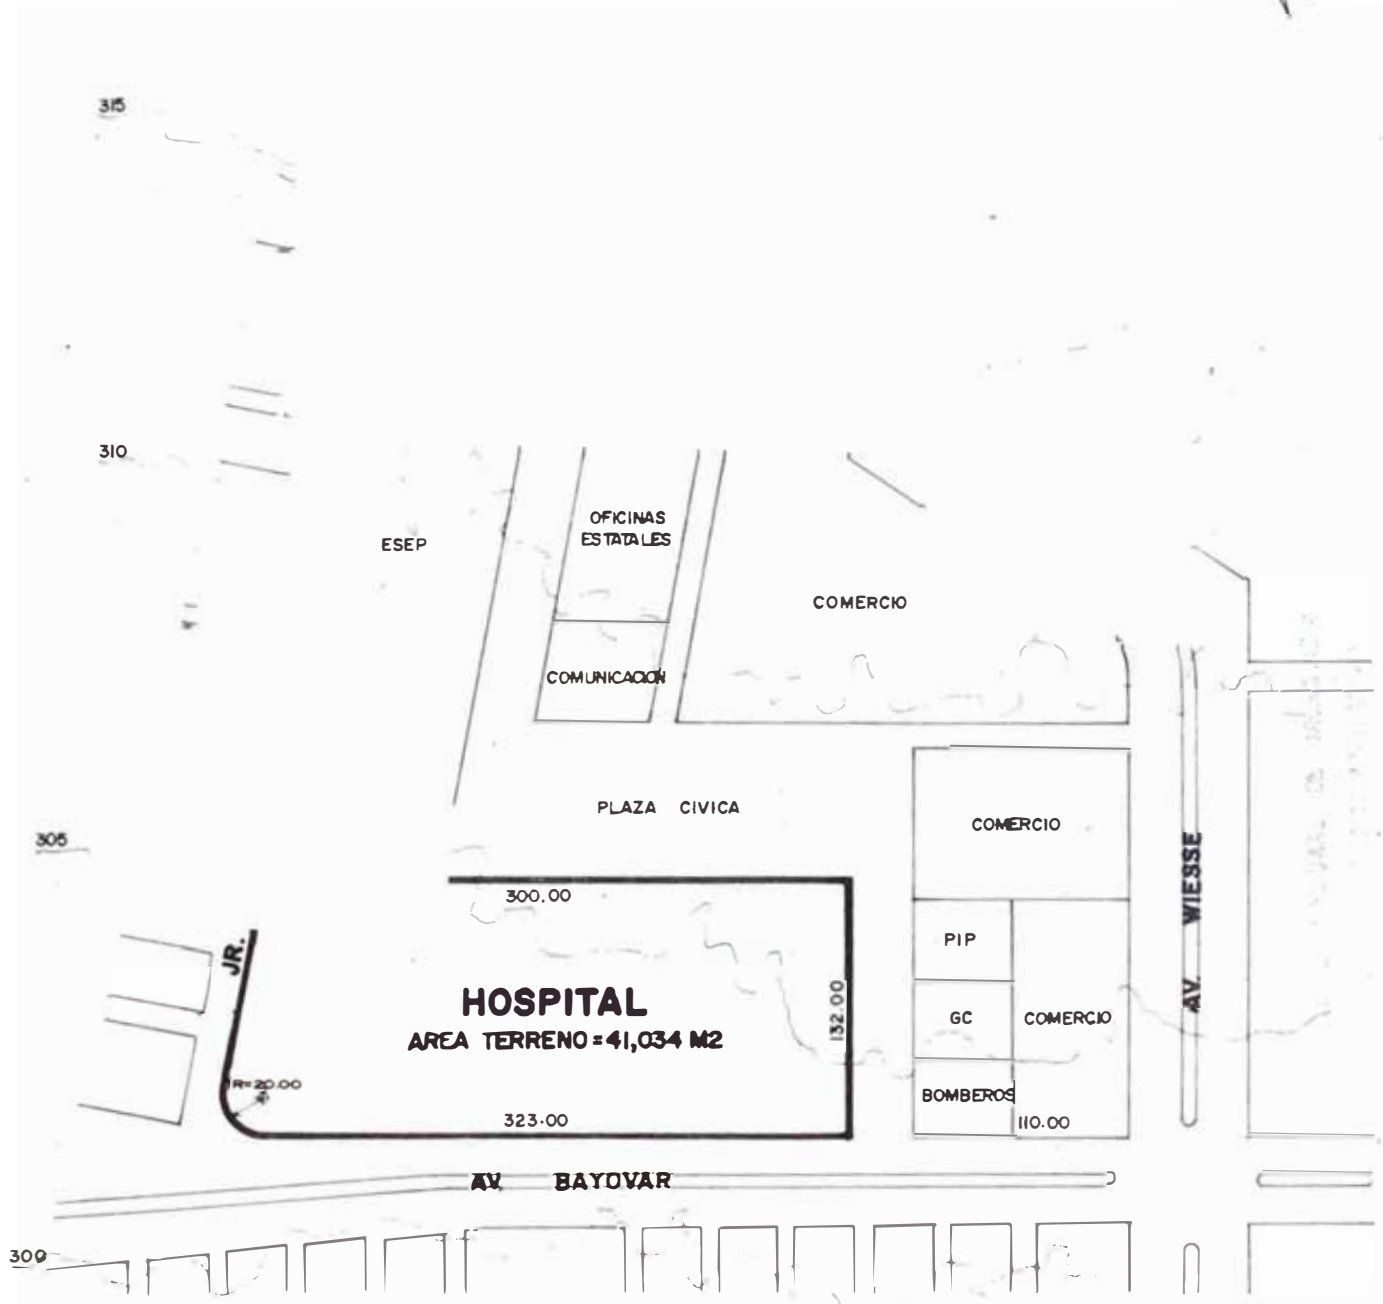 315
310
OFICINAS
ESTATALES
ESEP
COMERCIO
COMUNICACION
PLAZA CIVICA
COMERCIO
305
300.00
AV. WIESSE
JR.
PIP
HOSPITAL
132.00
GC
COMERCIO
AREA TERRENO = 41,034 M2
R=20.00
BOMBEROS
323.00
110.00
AV. BAYOVAR
300